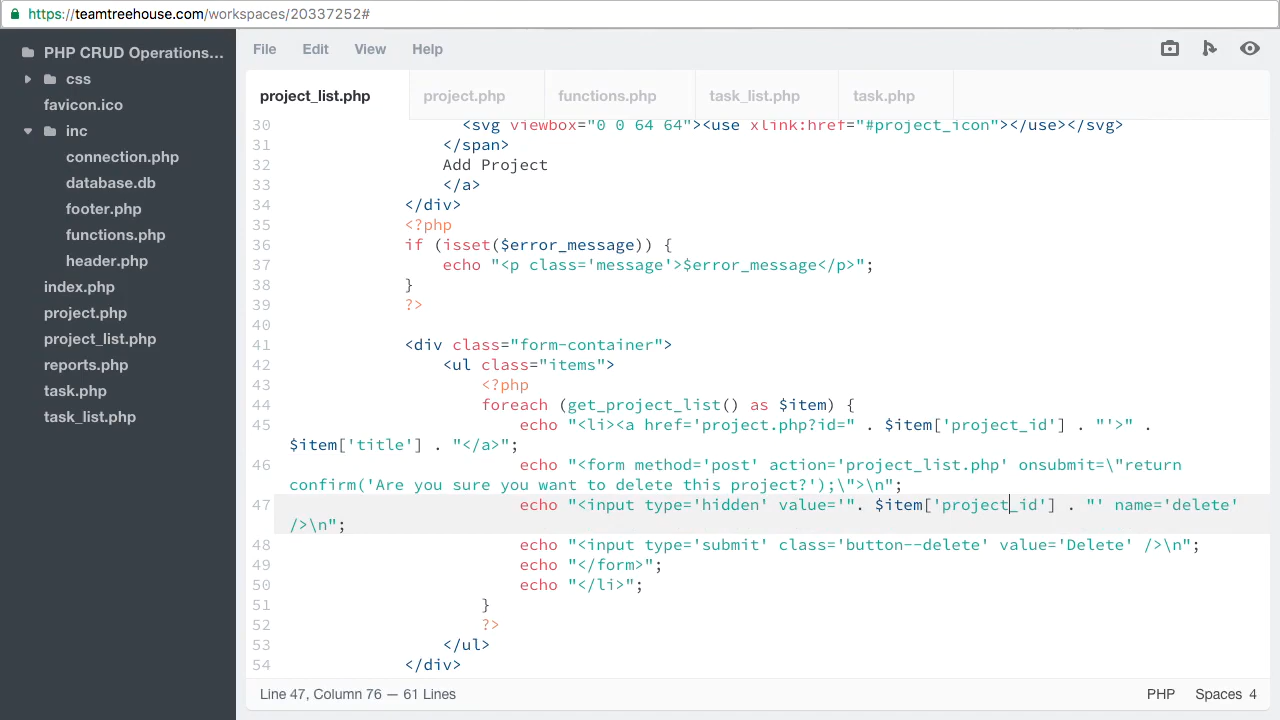 https://teamtreehouse.com/workspaces/20337252#
PHP CRUD Operations...
css
favicon.ico
inc
connection.php
database.db
footer.php
functions.php
header.php
index.php
project.php
project_list.php
reports.php
task.php
task_list.php
File Edit View Help
project_list.php project.php functions.php task_list.php task.php
30 <svg viewbox="0 0 64 64"><use xlink:href="#project_icon"></use></svg>
31 </span>
32 Add Project
33 </a>
34 </div>
35 <?php
36 if (isset($error_message)) {
37 echo "<p class='message'>$error_message</p>";
38 }
39 ?>
40
41 <div class="form-container">
42 <ul class="items">
43 <?php
44 foreach (get_project_list() as $item) {
45 echo "<li><a href='project.php?id=" . $item['project_id'] . "'>" .
$item['title'] . "</a>";
46 echo "<form method='post' action='project_list.php' onsubmit=\"return
confirm('Are you sure you want to delete this project?');\">\n";
47 echo "<input type='hidden' value='". $item['project_id'] . "' name='delete'
/>\n";
48 echo "<input type='submit' class='button--delete' value='Delete' />\n";
49 echo "</form>";
50 echo "</li>";
51 }
52 ?>
53 </ul>
54 </div>
Line 47, Column 76 — 61 Lines
PHP Spaces 4